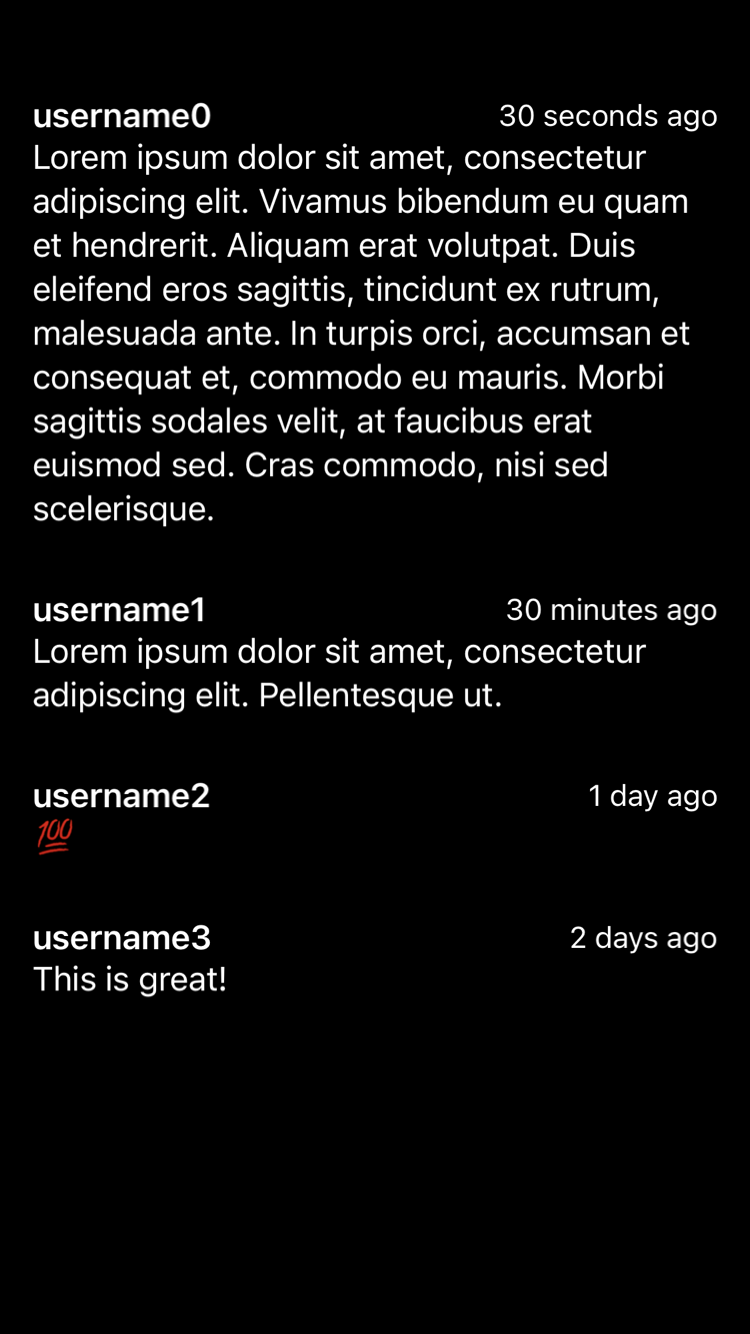 username0 30 seconds ago
Lorem ipsum dolor sit amet, consectetur
adipiscing elit. Vivamus bibendum eu quam
et hendrerit. Aliquam erat volutpat. Duis
eleifend eros sagittis, tincidunt ex rutrum,
malesuada ante. In turpis orci, accumsan et
consequat et, commodo eu mauris. Morbi
sagittis sodales velit, at faucibus erat
euismod sed. Cras commodo, nisi sed
scelerisque.
username1 30 minutes ago
Lorem ipsum dolor sit amet, consectetur
adipiscing elit. Pellentesque ut.
username2 1 day ago
💯
username3 2 days ago
This is great!